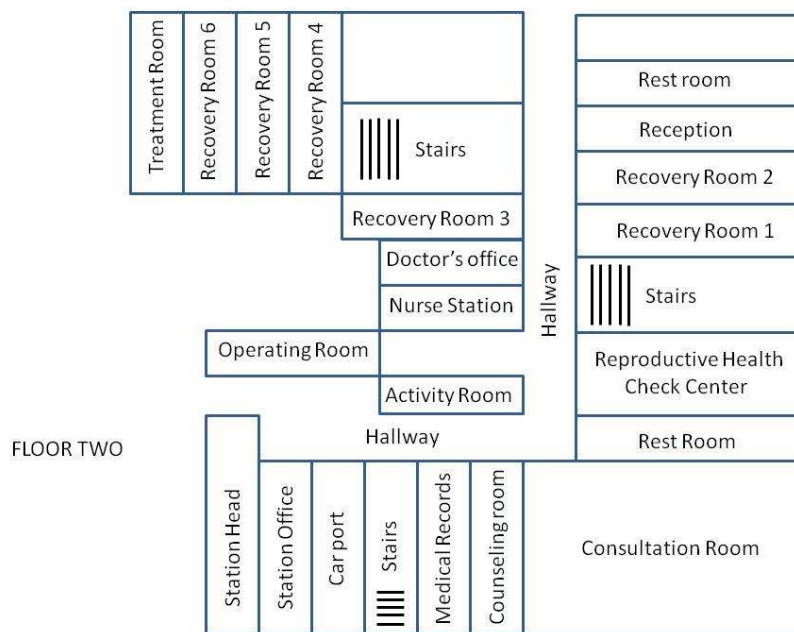 Treatment Room
Recovery Room 6
Recovery Room 5
Recovery Room 4
Stairs
Recovery Room 3
Doctor's office
Nurse Station
Operating Room
Activity Room
Hallway
Hallway
Rest room
Reception
Recovery Room 2
Recovery Room 1
Stairs
Reproductive Health
Check Center
Rest Room
FLOOR TWO
Station Head
Station Office
Car port
Stairs
Medical Records
Counseling room
Consultation Room